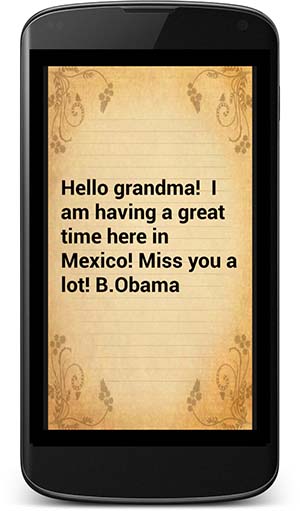 Hello grandma!  I
am having a great
time here in
Mexico! Miss you a
lot! B.Obama